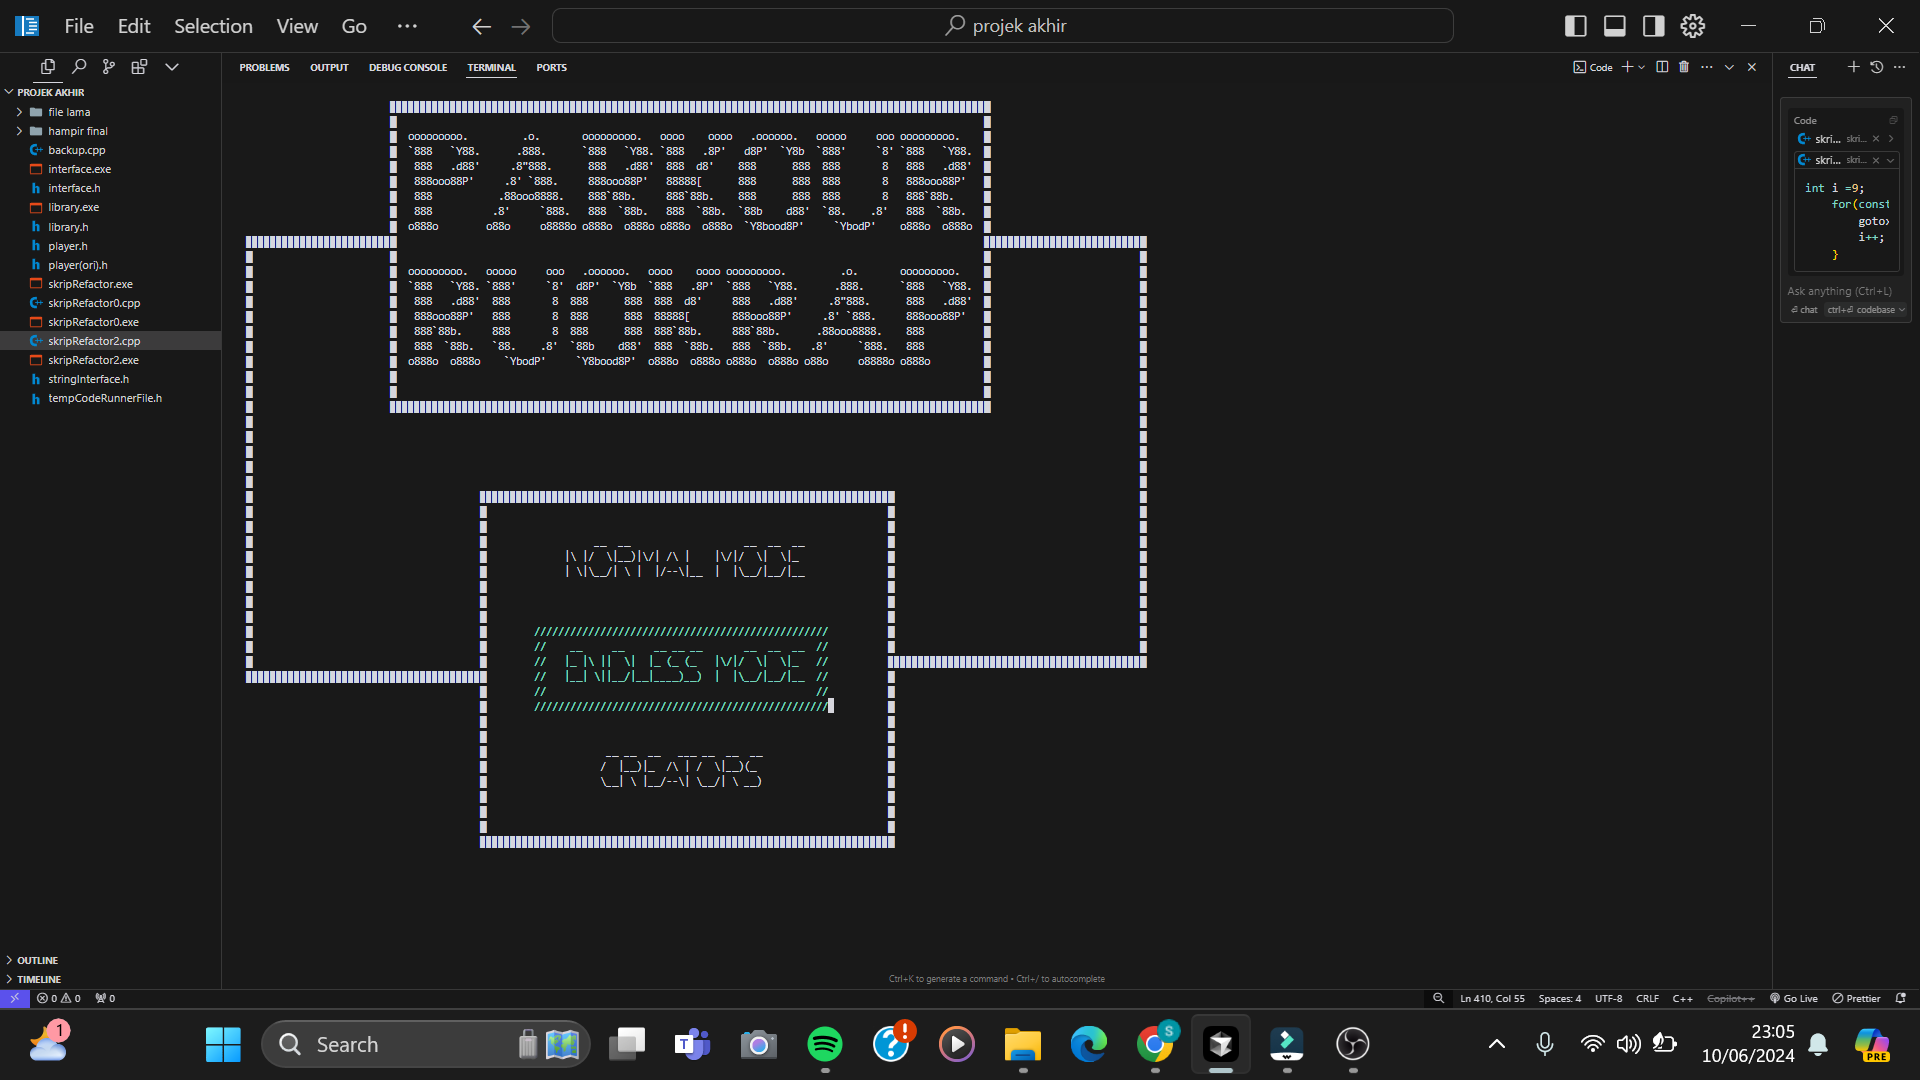 File Edit Selection View Go ...
projek akhir
PROBLEMS OUTPUT DEBUG CONSOLE TERMINAL PORTS
Code
CHAT
PROJEK AKHIR
file lama
hampir final
backup.cpp
interface.exe
interface.h
library.exe
library.h
player.h
player(ori).h
skripRefactor.exe
skripRefactor0.cpp
skripRefactor0.exe
skripRefactor2.cpp
skripRefactor2.exe
stringInterface.h
tempCodeRunnerFile.h
OUTLINE
TIMELINE
PARKOUR
RUOKRAP
NORMAL MODE
ENDLESS MODE
CREATORS
Ctrl+K to generate a command • Ctrl+/ to autocomplete
Code
skri... skri...
skri... skri...
int i =9;
for(const
goto
i++;
}
Ask anything (Ctrl+L)
chat ctrl+⏎ codebase
0 0 0
Ln 410, Col 55 Spaces: 4 UTF-8 CRLF C++ Copilot++ Go Live Prettier
1
Search
T
S
23:05
10/06/2024
PRE